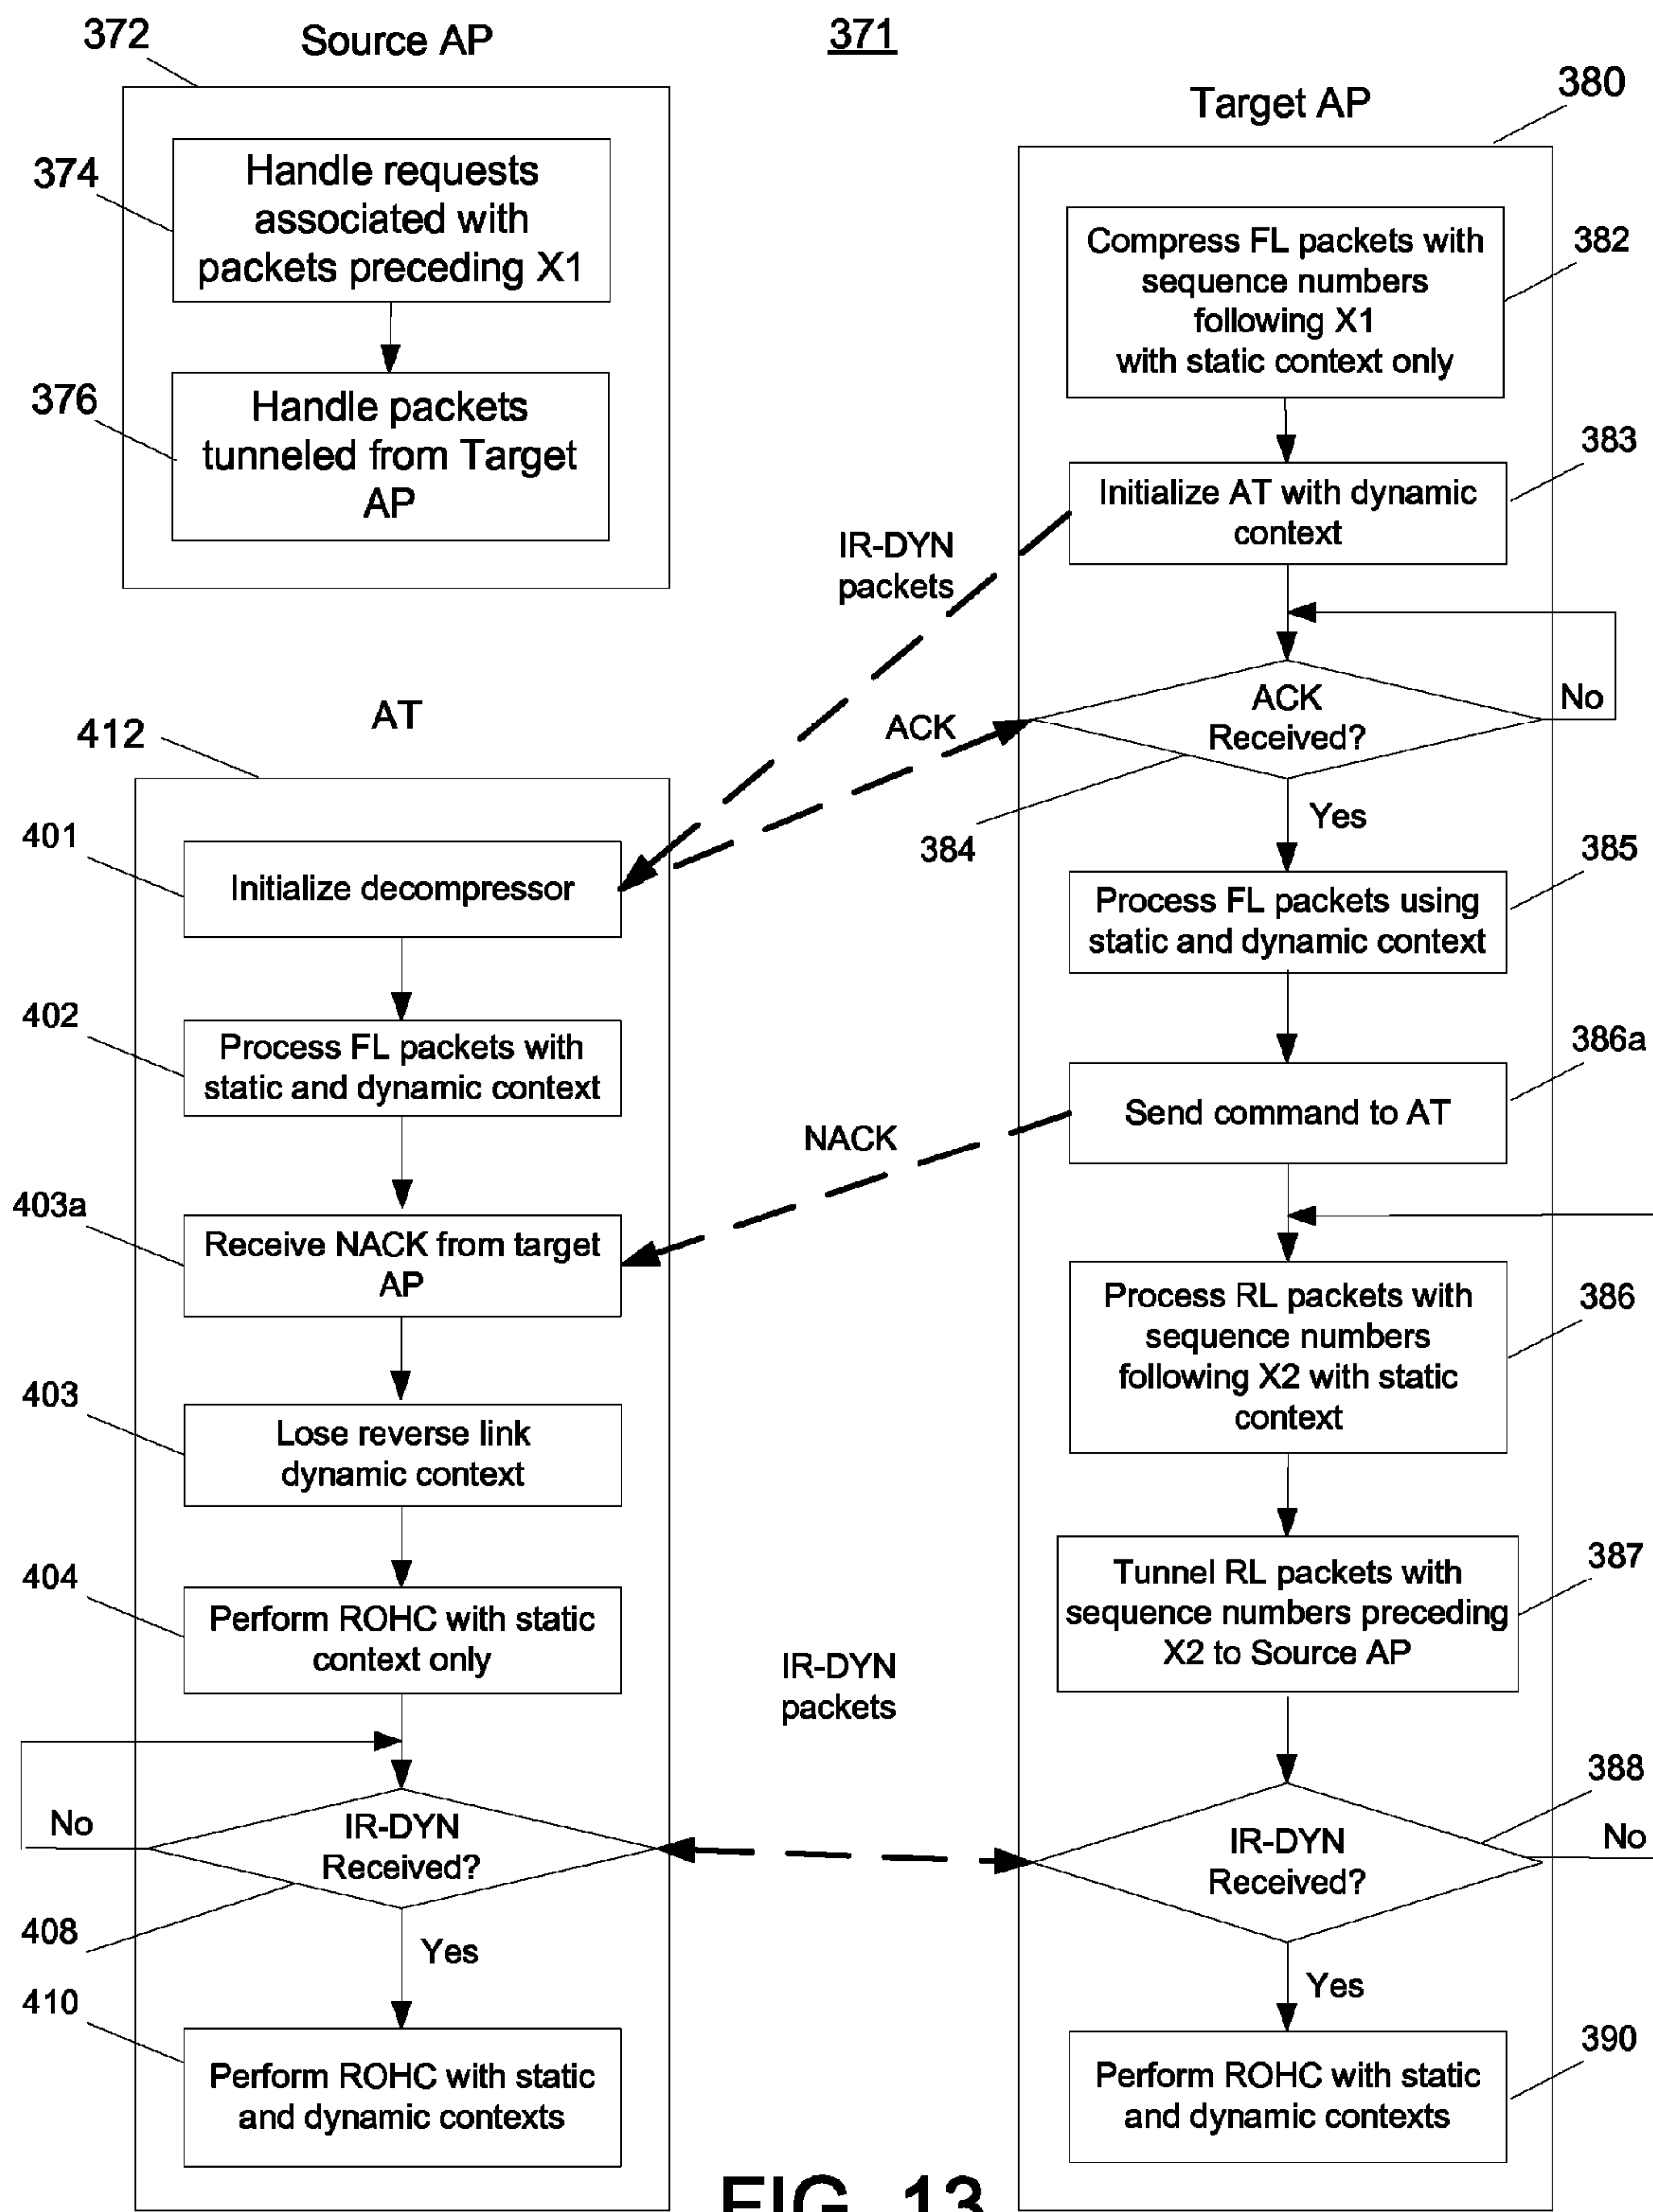 371
372
Source AP
374
Handle requests
associated with
packets preceding X1
376
Handle packets
tunneled from Target
AP
380
Target AP
382
Compress FL packets with
sequence numbers
following X1
with static context only
383
Initialize AT with dynamic
context
IR-DYN
packets
ACK
Received?
No
ACK
384
Yes
385
Process FL packets using
static and dynamic context
386a
Send command to AT
NACK
386
Process RL packets with
sequence numbers
following X2 with static
context
387
Tunnel RL packets with
sequence numbers preceding
X2 to Source AP
388
IR-DYN
Received?
No
Yes
390
Perform ROHC with static
and dynamic contexts
AT
412
401
Initialize decompressor
402
Process FL packets with
static and dynamic context
403a
Receive NACK from target
AP
403
Lose reverse link
dynamic context
404
Perform ROHC with static
context only
IR-DYN
packets
No
IR-DYN
Received?
408
Yes
410
Perform ROHC with static
and dynamic contexts
FIG. 13